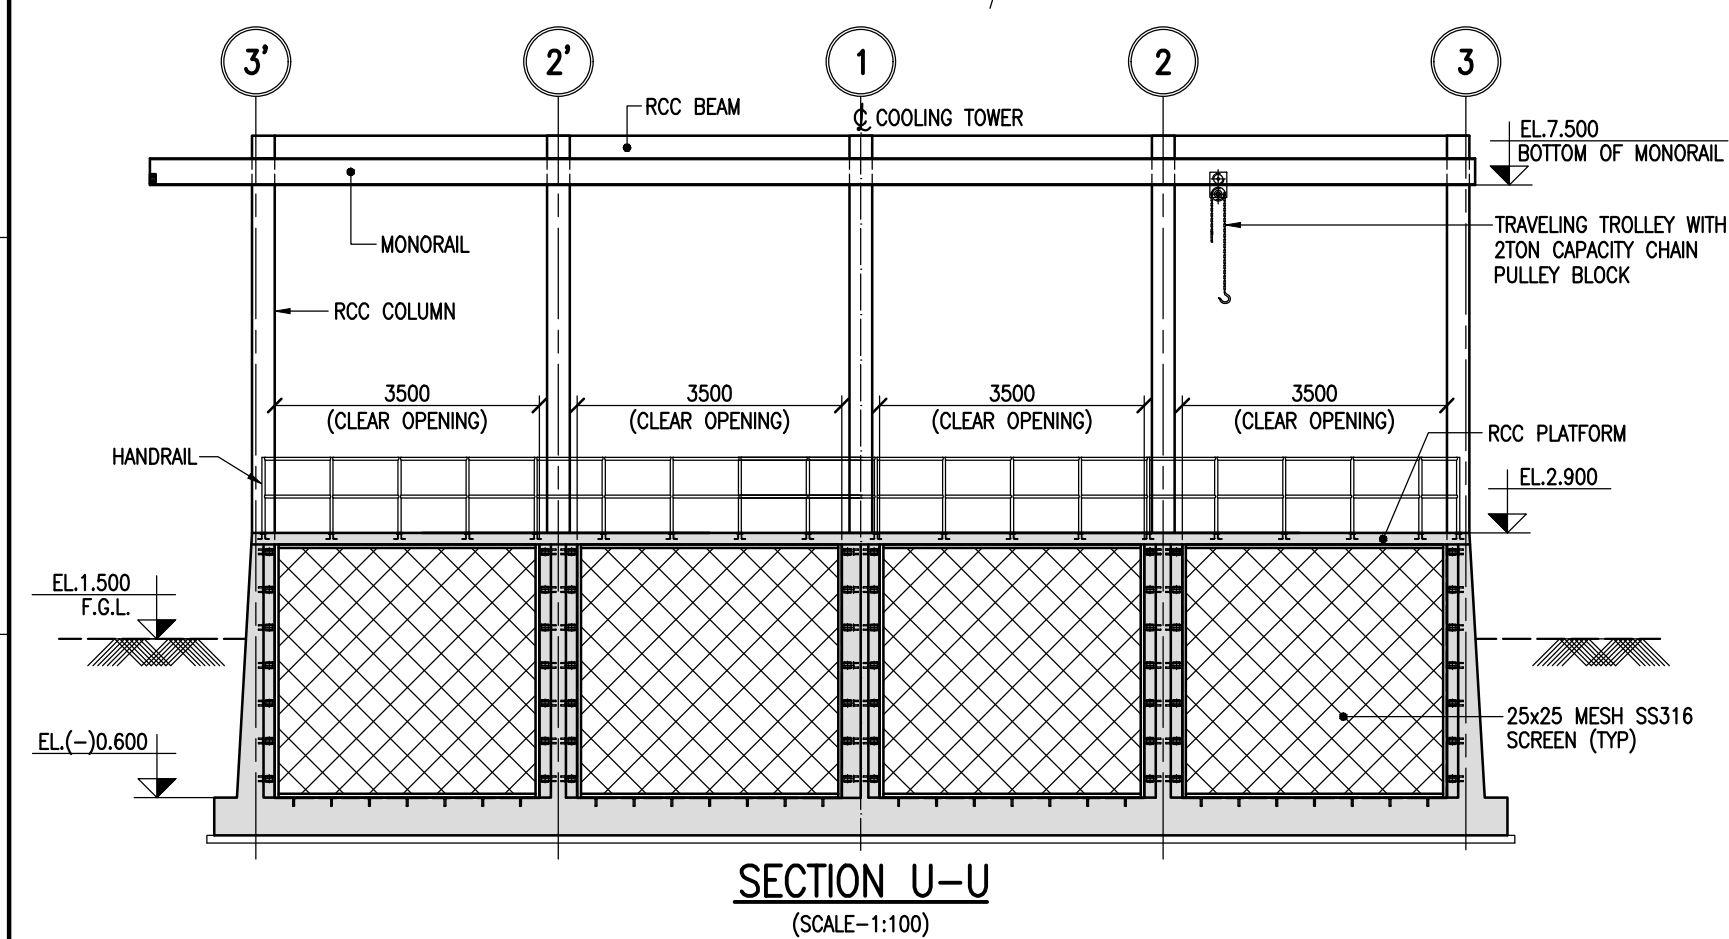 3' 2' 1 2 3
RCC BEAM
℄ COOLING TOWER
EL.7.500
BOTTOM OF MONORAIL
MONORAIL
TRAVELING TROLLEY WITH
2TON CAPACITY CHAIN
PULLEY BLOCK
RCC COLUMN
3500 3500 3500 3500
(CLEAR OPENING) (CLEAR OPENING) (CLEAR OPENING) (CLEAR OPENING)
RCC PLATFORM
HANDRAIL
EL.2.900
EL.1.500
F.G.L.
EL.(-)0.600
25x25 MESH SS316
SCREEN (TYP)
SECTION U-U
(SCALE-1:100)